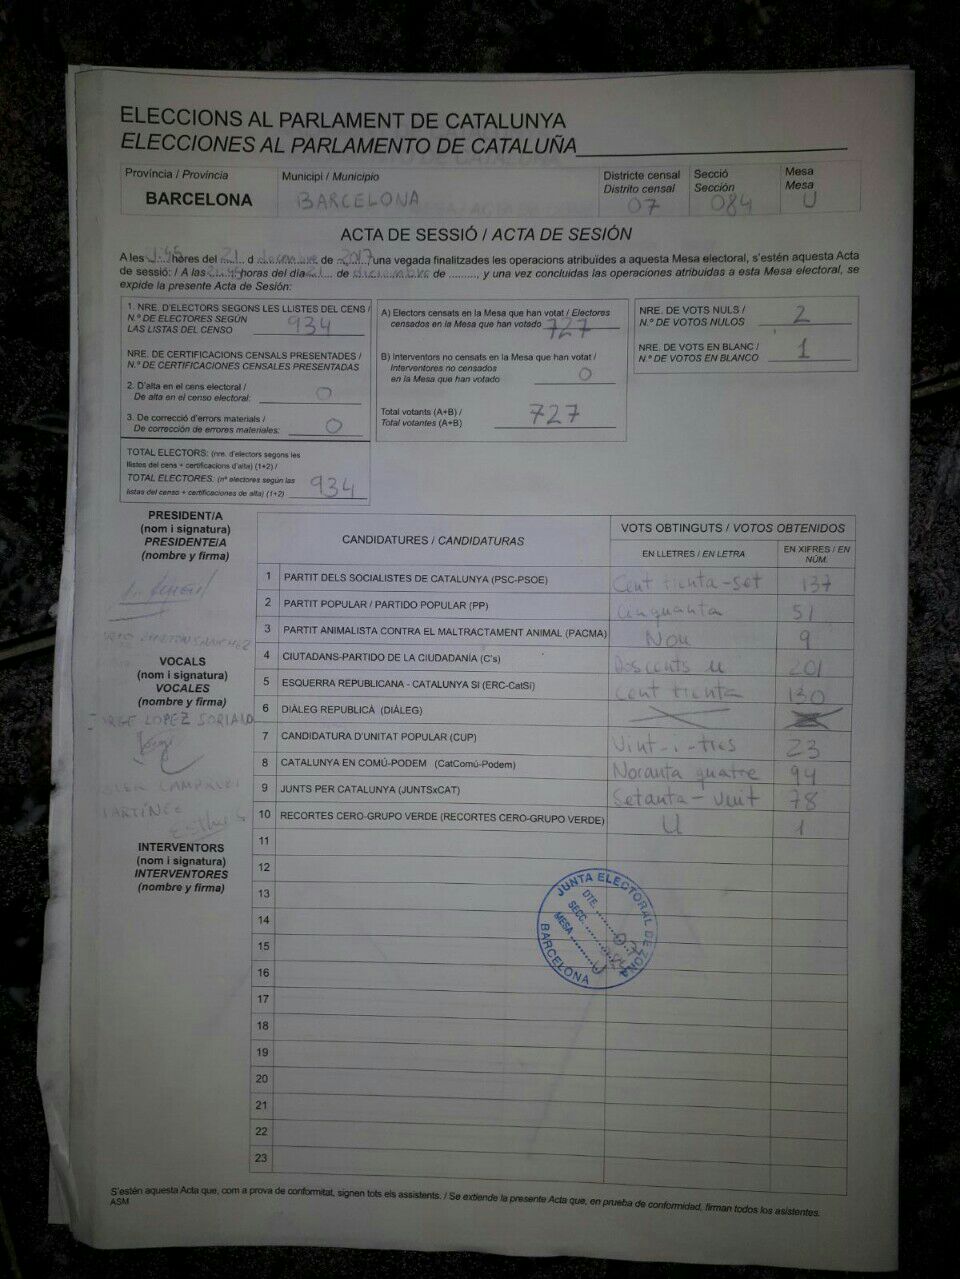 ELECCIONS AL PARLAMENT DE CATALUNYA
ELECCIONES AL PARLAMENTO DE CATALUÑA
Província / Provincia
BARCELONA
Municipi / Municipio
BARCELONA
Districte censal
Distrito censal
07
Secció
Sección
084
Mesa
Mesa
U
ACTA DE SESSIÓ / ACTA DE SESIÓN
A les hores del 21 d desembre de 2017 una vegada finalitzades les operacions atribuïdes a aquesta Mesa electoral, s'estén aquesta Acta
de sessió: / A las 21:45 horas del día 21 de diciembre de ........., y una vez concluidas las operaciones atribuidas a esta Mesa electoral, se
expide la presente Acta de Sesión:
1. NRE. D'ELECTORS SEGONS LES LLISTES DEL CENS /
N.º DE ELECTORES SEGÚN
LAS LISTAS DEL CENSO 934
NRE. DE CERTIFICACIONS CENSALS PRESENTADES /
N.º DE CERTIFICACIONES CENSALES PRESENTADAS
2. D'alta en el cens electoral /
De alta en el censo electoral: 0
3. De correcció d'errors materials /
De corrección de errores materiales: 0
TOTAL ELECTORS: (nre. d'electors segons les
llistes del cens + certificacions d'alta) (1+2) /
TOTAL ELECTORES: (nº electores según las
listas del censo + certificaciones de alta) (1+2) 934
A) Electors censats en la Mesa que han votat / Electores
censados en la Mesa que han votado 727
B) Interventors no censats en la Mesa que han votat /
Interventores no censados
en la Mesa que han votado 0
Total votants (A+B) /
Total votantes (A+B) 727
NRE. DE VOTS NULS /
N.º DE VOTOS NULOS 2
NRE. DE VOTS EN BLANC /
N.º DE VOTOS EN BLANCO 1
PRESIDENT/A
(nom i signatura)
PRESIDENTE/A
(nombre y firma)
VOCALS
(nom i signatura)
VOCALES
(nombre y firma)
JORGE LOPEZ SORIANO
MARTÍNEZ
Esther
INTERVENTORS
(nom i signatura)
INTERVENTORES
(nombre y firma)
CANDIDATURES / CANDIDATURAS
VOTS OBTINGUTS / VOTOS OBTENIDOS
EN LLETRES / EN LETRA
EN XIFRES / EN NÚM.
1 PARTIT DELS SOCIALISTES DE CATALUNYA (PSC-PSOE) Cent trenta-set 137
2 PARTIT POPULAR / PARTIDO POPULAR (PP) Cinquanta 51
3 PARTIT ANIMALISTA CONTRA EL MALTRACTAMENT ANIMAL (PACMA) Nou 9
4 CIUTADANS-PARTIDO DE LA CIUDADANÍA (C's) Doscents u 201
5 ESQUERRA REPUBLICANA - CATALUNYA SÍ (ERC-CatSí) Cent trenta 130
6 DIÀLEG REPUBLICÀ (DIÀLEG)
7 CANDIDATURA D'UNITAT POPULAR (CUP) Vint-i-tres 23
8 CATALUNYA EN COMÚ-PODEM (CatComú-Podem) Noranta quatre 94
9 JUNTS PER CATALUNYA (JUNTSxCAT) Setanta-vuit 78
10 RECORTES CERO-GRUPO VERDE (RECORTES CERO-GRUPO VERDE) U 1
11
12
13
14
15
16
17
18
19
20
21
22
23
JUNTA ELECTORAL DE ZONA
DTE. 07
SECC. 084
MESA U
BARCELONA
S'estén aquesta Acta que, com a prova de conformitat, signen tots els assistents. / Se extiende la presente Acta que, en prueba de conformidad, firman todos los asistentes.
ASM